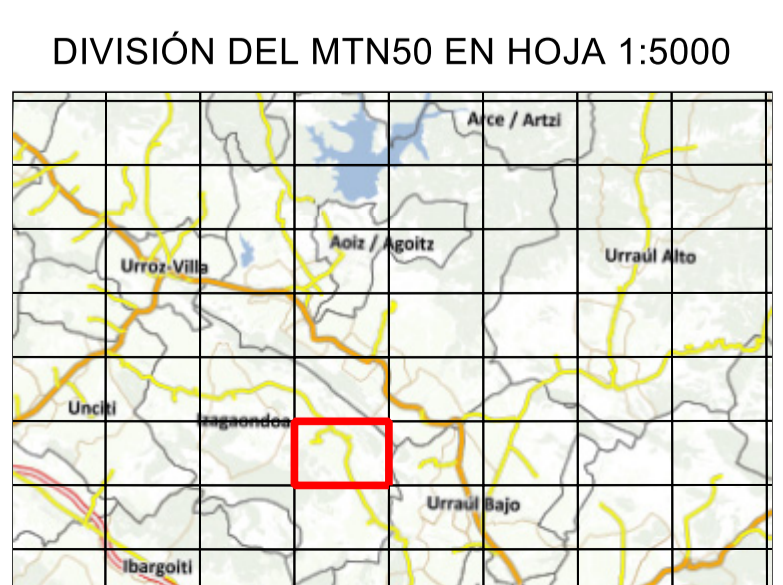 DIVISIÓN DEL MTN50 EN HOJA 1:5000
Arce / Artzi
Aoiz / Agoitz
Urraúl Alto
Urroz-Villa
Unciti
Izagaondoa
Urraúl Bajo
Ibargoiti